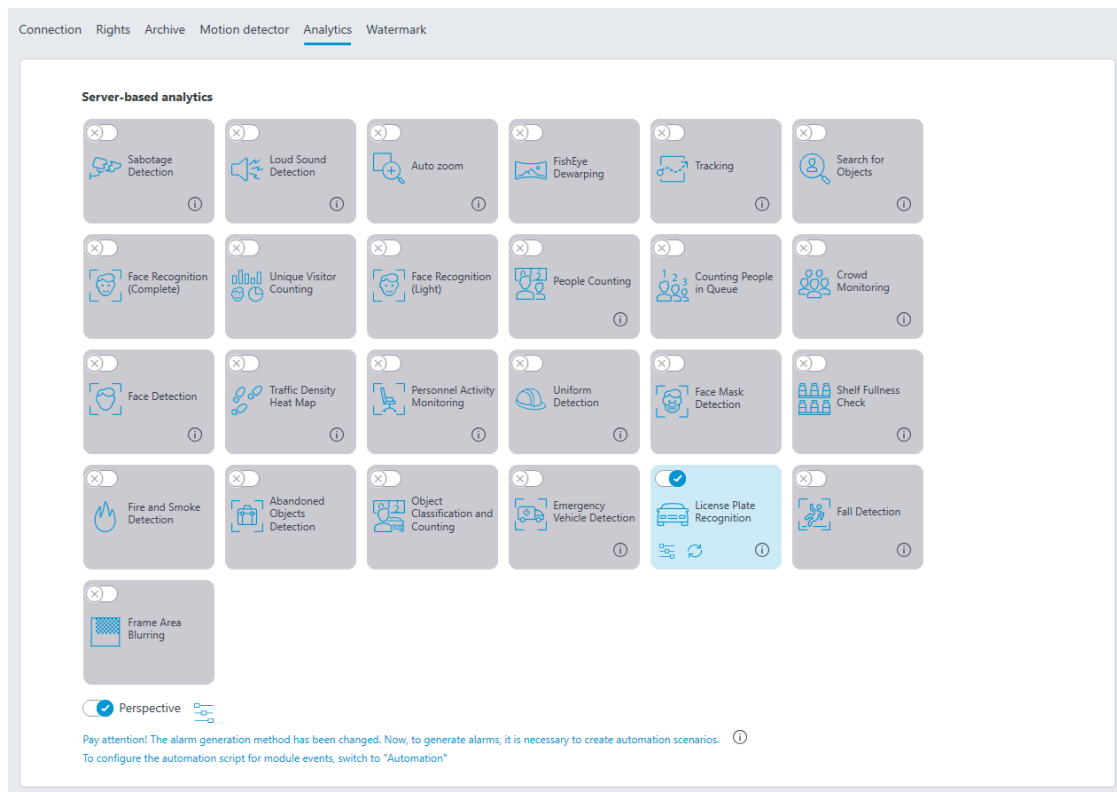 Connection Rights Archive Motion detector Analytics Watermark
Server-based analytics
Sabotage
Detection
Loud Sound
Detection
Auto zoom
FishEye
Dewarping
Tracking
Search for
Objects
Face Recognition
(Complete)
Unique Visitor
Counting
Face Recognition
(Light)
2
People Counting
1 2 3
Counting People
in Queue
Crowd
Monitoring
Face Detection
Traffic Density
Heat Map
Personnel Activity
Monitoring
Uniform
Detection
Face Mask
Detection
Shelf Fullness
Check
Fire and Smoke
Detection
Abandoned
Objects
Detection
2
Object
Classification and
Counting
Emergency
Vehicle Detection
License Plate
Recognition
Fall Detection
Frame Area
Blurring
Perspective
Pay attention! The alarm generation method has been changed. Now, to generate alarms, it is necessary to create automation scenarios.
To configure the automation script for module events, switch to "Automation"